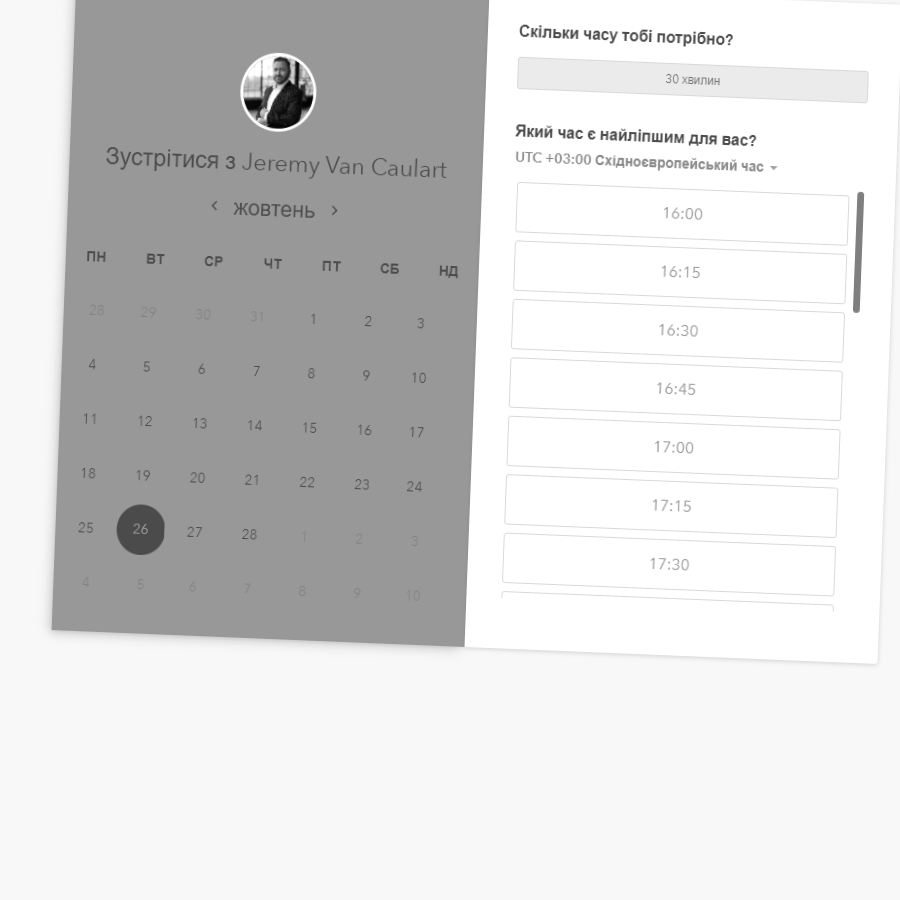 Зустрітися з Jeremy Van Caulart
жовтень
ПН ВТ СР ЧТ ПТ СБ НД
28 29 30 31 1 2 3
4 5 6 7 8 9 10
11 12 13 14 15 16 17
18 19 20 21 22 23 24
25 26 27 28 1 2 3
4 5 6 7 8 9 10
Скільки часу тобі потрібно?
30 хвилин
Який час є найліпшим для вас?
UTC +03:00 Східноєвропейський час
16:00
16:15
16:30
16:45
17:00
17:15
17:30